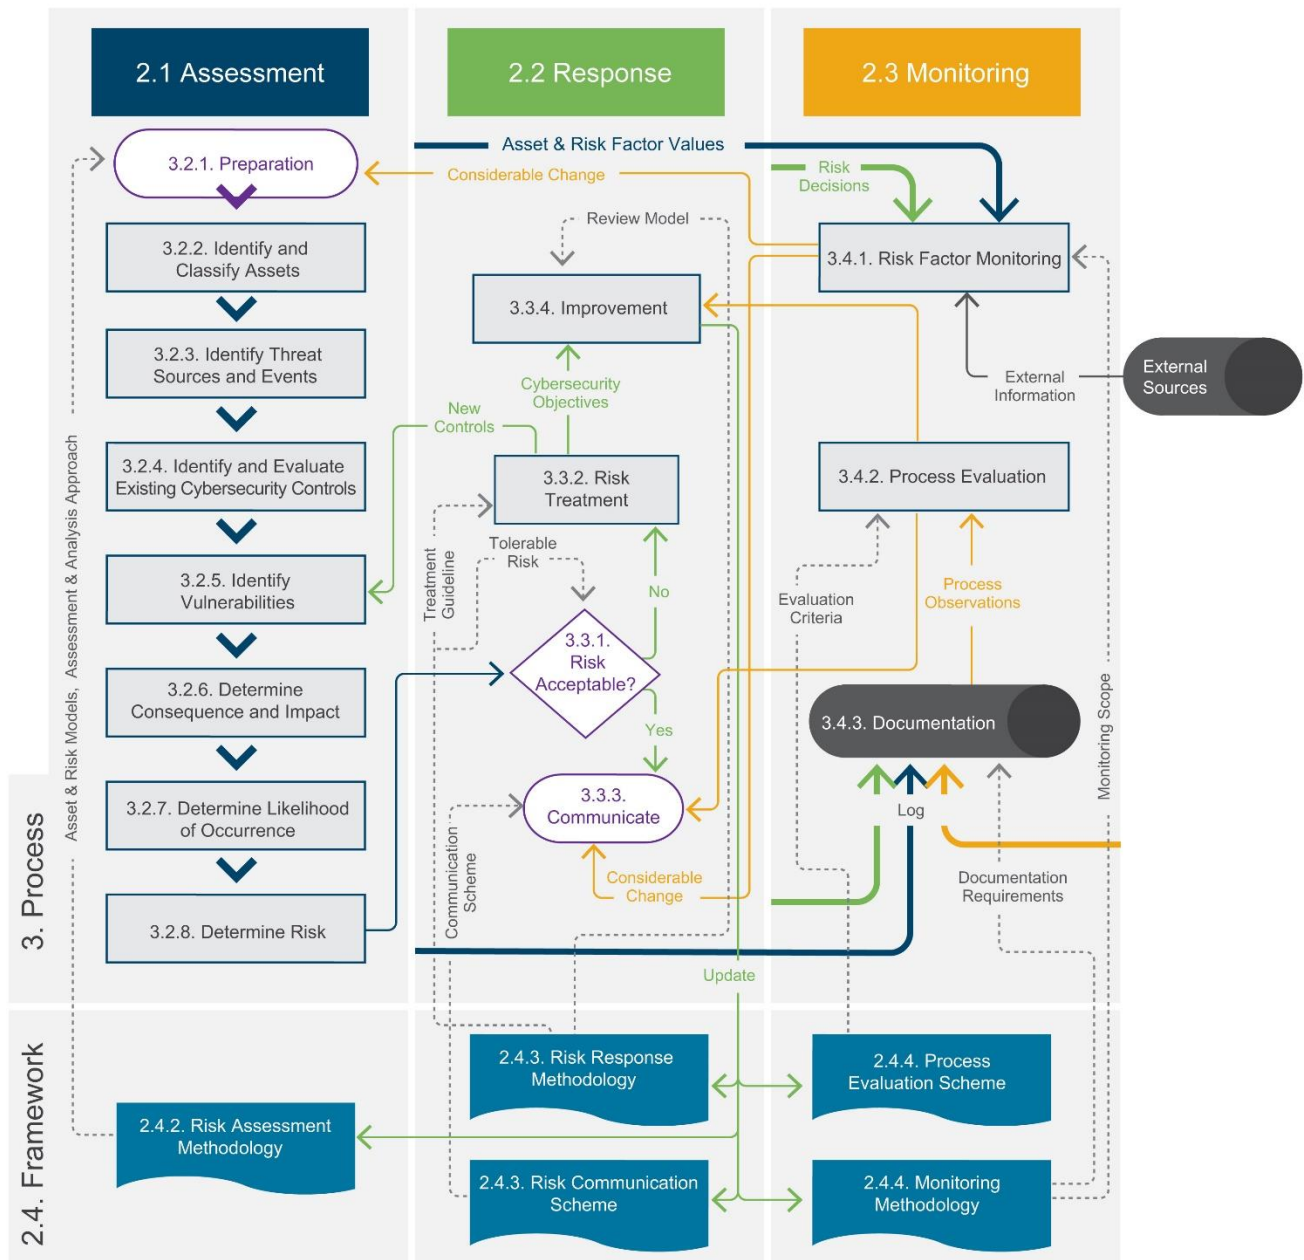 2.1 Assessment
2.2 Response
2.3 Monitoring
3.2.1. Preparation
Asset & Risk Factor Values
Considerable Change
Risk
Decisions
Review Model
3.2.2. Identify and
Classify Assets
3.4.1. Risk Factor Monitoring
3.3.4. Improvement
3.2.3. Identify Threat
Sources and Events
Cybersecurity
Objectives
External
Information
External
Sources
New
Controls
3.2.4. Identify and Evaluate
Existing Cybersecurity Controls
3.3.2. Risk
Treatment
3.4.2. Process Evaluation
Treatment
Guideline
Tolerable
Risk
3.2.5. Identify
Vulnerabilities
No
Evaluation
Criteria
Process
Observations
Asset & Risk Models, Assessment & Analysis Approach
3.3.1.
Risk
Acceptable?
3.2.6. Determine
Consequence and Impact
Yes
3.4.3. Documentation
Monitoring Scope
3.2.7. Determine Likelihood
of Occurrence
3.3.3.
Communicate
Log
Communication
Scheme
Considerable
Change
Documentation
Requirements
3.2.8. Determine Risk
3. Process
Update
2.4. Framework
2.4.3. Risk Response
Methodology
2.4.4. Process
Evaluation Scheme
2.4.2. Risk Assessment
Methodology
2.4.3. Risk Communication
Scheme
2.4.4. Monitoring
Methodology